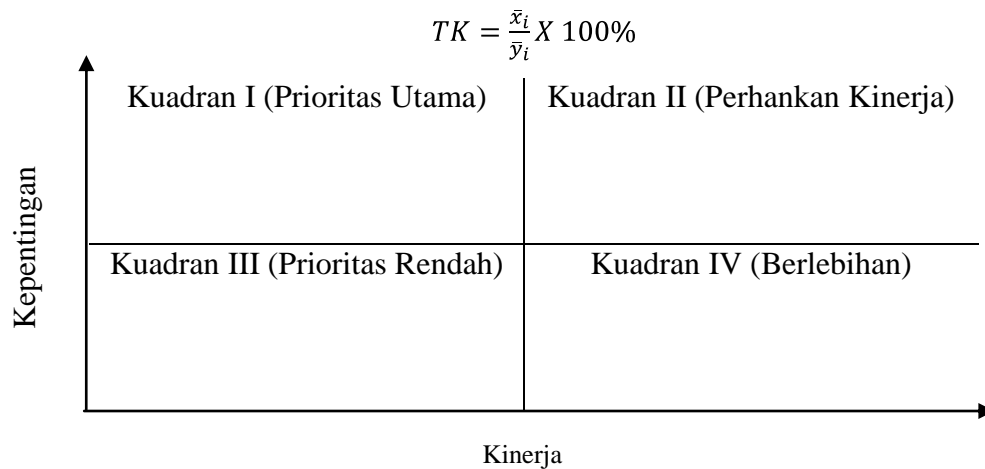 TK = x̄ᵢ/ȳᵢ X 100%
Kuadran I (Prioritas Utama)
Kuadran II (Perhankan Kinerja)
Kepentingan
Kuadran III (Prioritas Rendah)
Kuadran IV (Berlebihan)
Kinerja